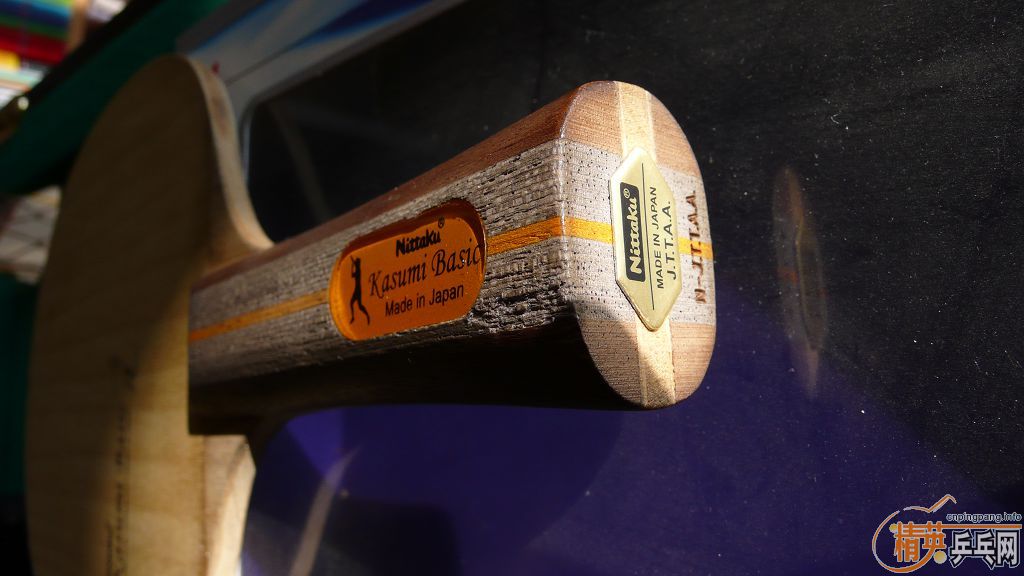 Nittaku®
Kasumi Basic
Made in Japan
Nittaku®
MADE IN JAPAN
J.T.T.A.A.
cnpingpang.info
精英乒乓网